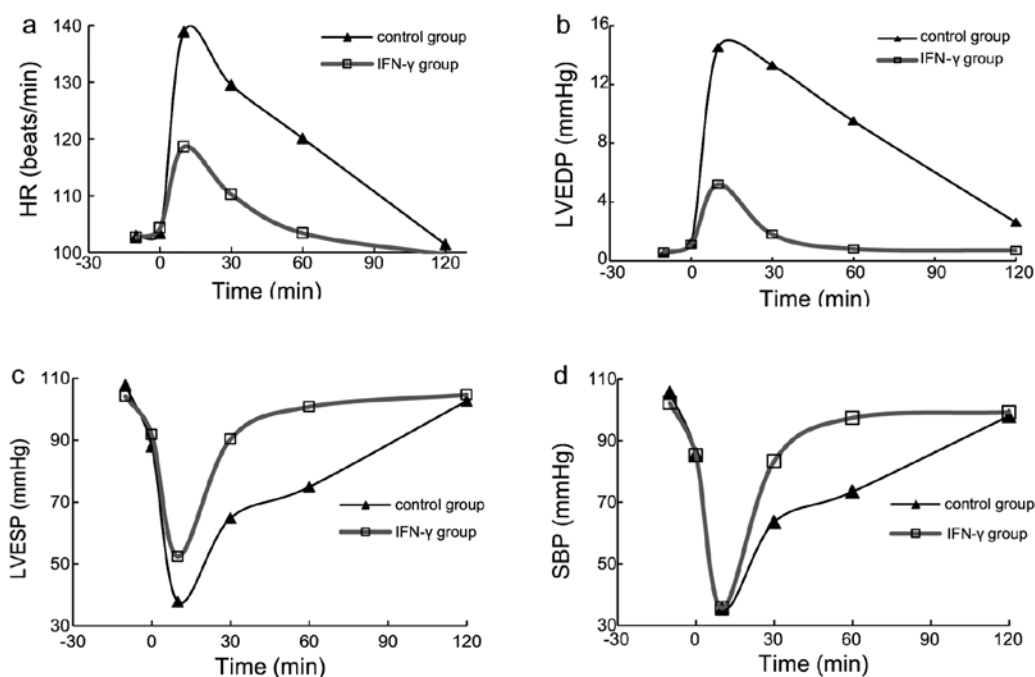 a
HR (beats/min)
140
130
120
110
100
-30
0
30
60
90
120
Time (min)
control group
IFN-γ group
b
LVEDP (mmHg)
16
12
8
4
0
-30
0
30
60
90
120
Time (min)
control group
IFN-γ group
c
LVESP (mmHg)
110
90
70
50
30
-30
0
30
60
90
120
Time (min)
control group
IFN-γ group
d
SBP (mmHg)
110
90
70
50
30
-30
0
30
60
90
120
Time (min)
control group
IFN-γ group